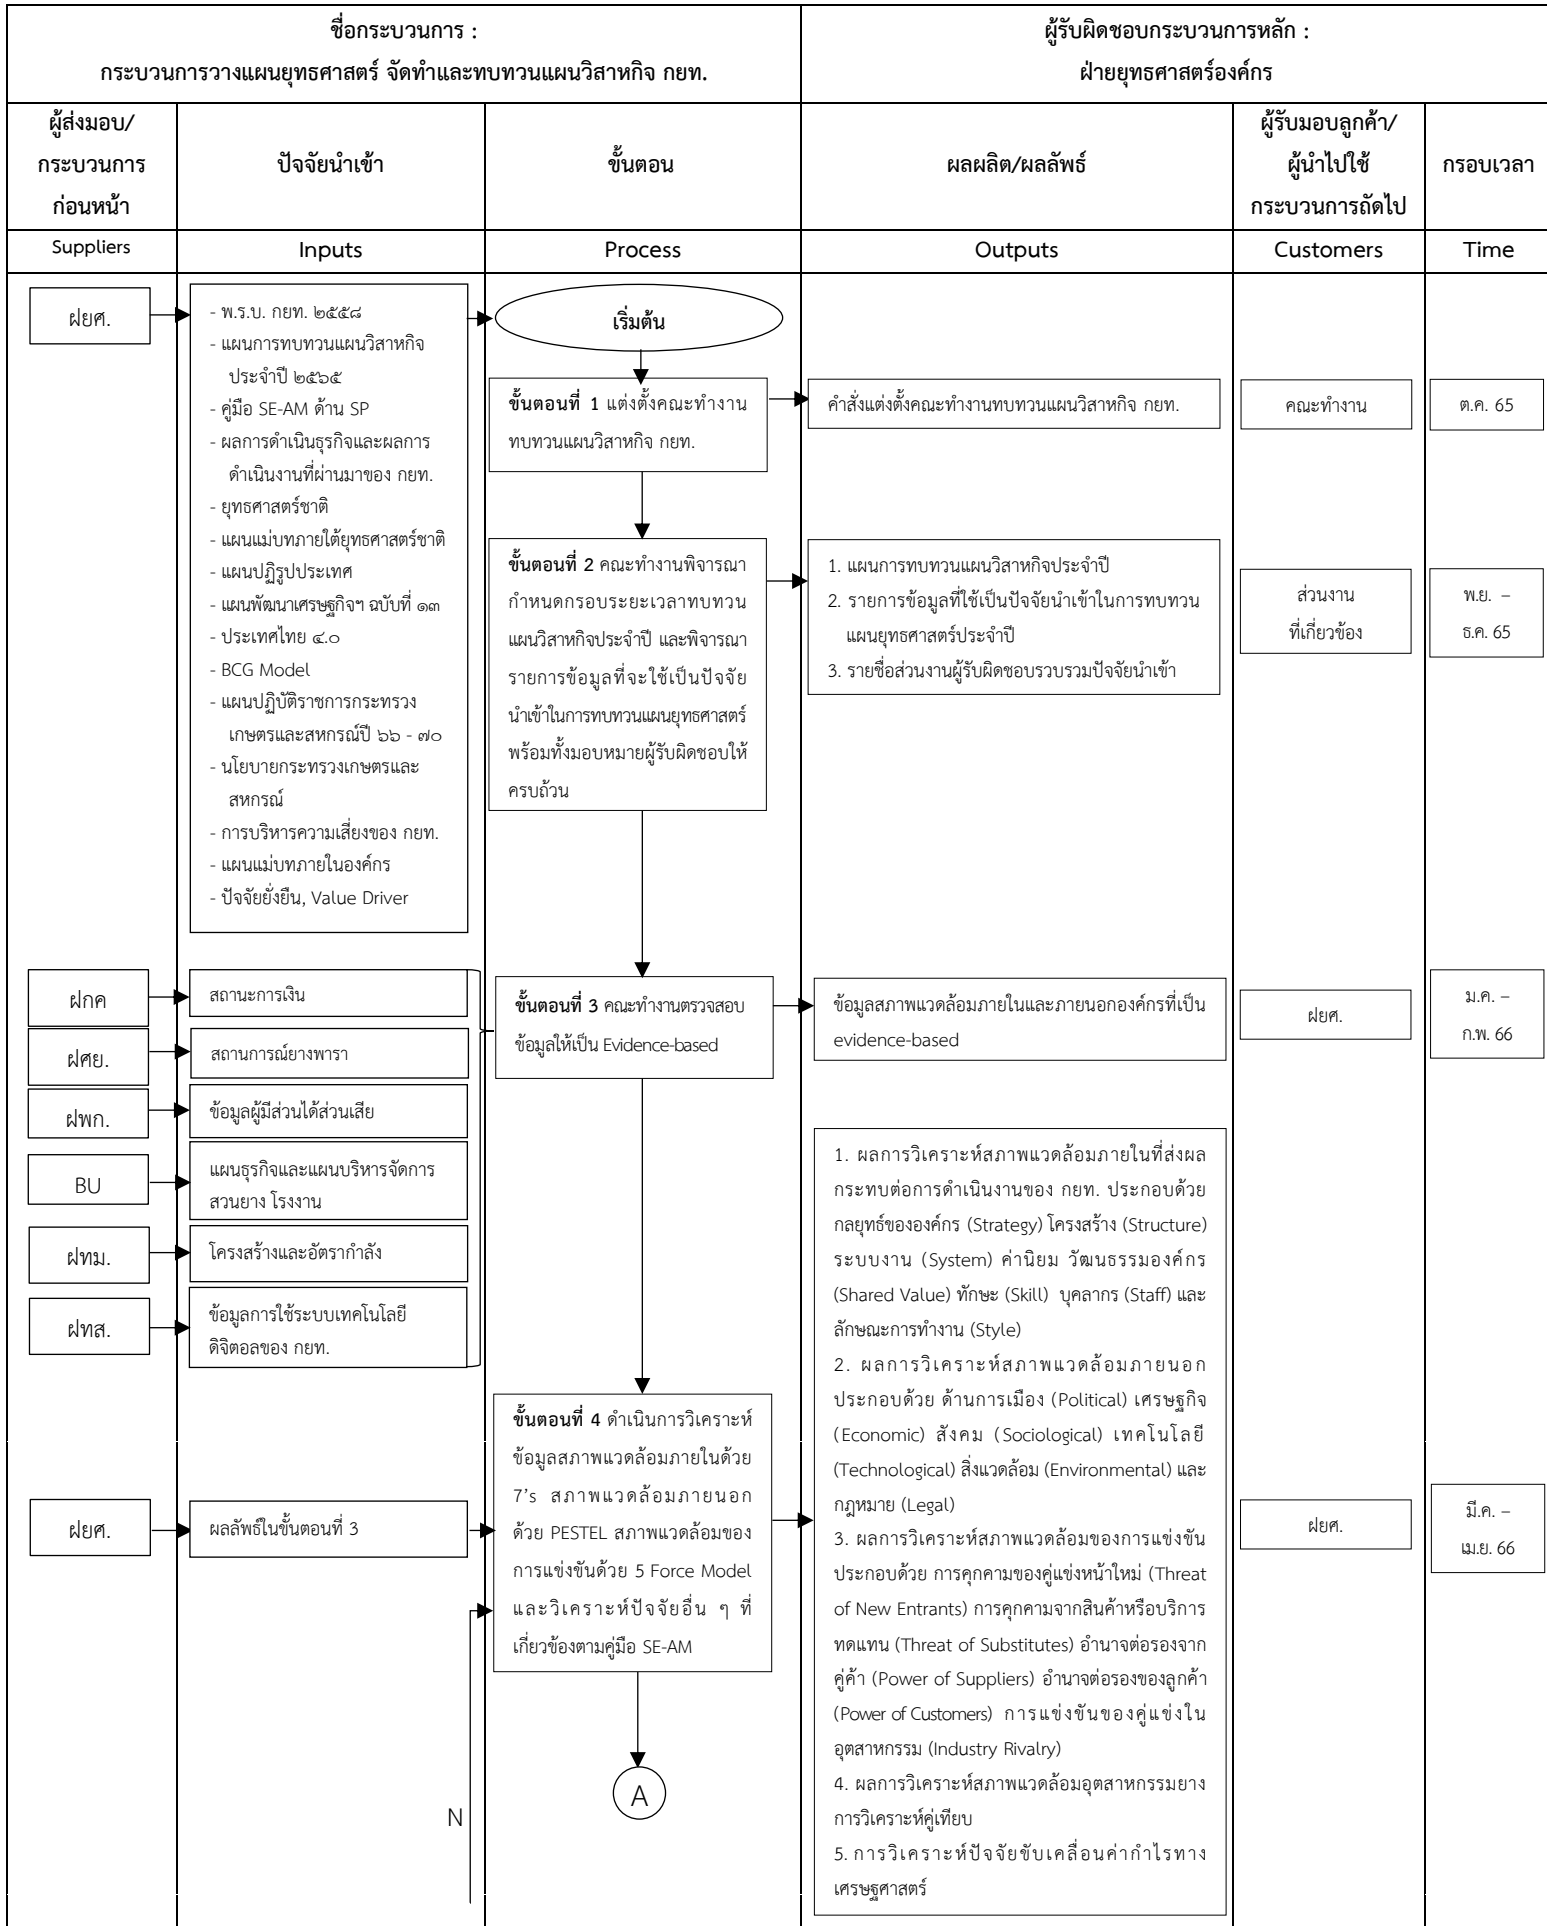 ชื่อกระบวนการ :
กระบวนการวางแผนยุทธศาสตร์ จัดทำและทบทวนแผนวิสาหกิจ กยท.
ผู้รับผิดชอบกระบวนการหลัก :
ฝ่ายยุทธศาสตร์องค์กร
ผู้ส่งมอบ/
กระบวนการ
ก่อนหน้า
ปัจจัยนำเข้า
ขั้นตอน
ผลผลิต/ผลลัพธ์
ผู้รับมอบลูกค้า/
ผู้นำไปใช้
กระบวนการถัดไป
กรอบเวลา
Suppliers
Inputs
Process
Outputs
Customers
Time
ฝยศ.
- พ.ร.บ. กยท. ๒๕๕๘
- แผนการทบทวนแผนวิสาหกิจ
ประจำปี ๒๕๖๕
- คู่มือ SE-AM ด้าน SP
- ผลการดำเนินธุรกิจและผลการ
ดำเนินงานที่ผ่านมาของ กยท.
- ยุทธศาสตร์ชาติ
- แผนแม่บทภายใต้ยุทธศาสตร์ชาติ
- แผนปฏิรูปประเทศ
- แผนพัฒนาเศรษฐกิจฯ ฉบับที่ ๑๓
- ประเทศไทย ๔.๐
- BCG Model
- แผนปฏิบัติราชการกระทรวง
เกษตรและสหกรณ์ปี ๖๖ - ๗๐
- นโยบายกระทรวงเกษตรและ
สหกรณ์
- การบริหารความเสี่ยงของ กยท.
- แผนแม่บทภายในองค์กร
- ปัจจัยยั่งยืน, Value Driver
เริ่มต้น
ขั้นตอนที่ 1 แต่งตั้งคณะทำงาน
ทบทวนแผนวิสาหกิจ กยท.
คำสั่งแต่งตั้งคณะทำงานทบทวนแผนวิสาหกิจ กยท.
คณะทำงาน
ต.ค. 65
ขั้นตอนที่ 2 คณะทำงานพิจารณา
กำหนดกรอบระยะเวลาทบทวน
แผนวิสาหกิจประจำปี และพิจารณา
รายการข้อมูลที่จะใช้เป็นปัจจัย
นำเข้าในการทบทวนแผนยุทธศาสตร์
พร้อมทั้งมอบหมายผู้รับผิดชอบให้
ครบถ้วน
1. แผนการทบทวนแผนวิสาหกิจประจำปี
2. รายการข้อมูลที่ใช้เป็นปัจจัยนำเข้าในการทบทวน
แผนยุทธศาสตร์ประจำปี
3. รายชื่อส่วนงานผู้รับผิดชอบรวบรวมปัจจัยนำเข้า
ส่วนงาน
ที่เกี่ยวข้อง
พ.ย. –
ธ.ค. 65
ฝกค
สถานะการเงิน
ฝศย.
สถานการณ์ยางพารา
ฝพก.
ข้อมูลผู้มีส่วนได้ส่วนเสีย
BU
แผนธุรกิจและแผนบริหารจัดการ
สวนยาง โรงงาน
ฝทม.
โครงสร้างและอัตรากำลัง
ฝทส.
ข้อมูลการใช้ระบบเทคโนโลยี
ดิจิตอลของ กยท.
ขั้นตอนที่ 3 คณะทำงานตรวจสอบ
ข้อมูลให้เป็น Evidence-based
ข้อมูลสภาพแวดล้อมภายในและภายนอกองค์กรที่เป็น
evidence-based
ฝยศ.
ม.ค. –
ก.พ. 66
ฝยศ.
ผลลัพธ์ในขั้นตอนที่ 3
ขั้นตอนที่ 4 ดำเนินการวิเคราะห์
ข้อมูลสภาพแวดล้อมภายในด้วย
7’s สภาพแวดล้อมภายนอก
ด้วย PESTEL สภาพแวดล้อมของ
การแข่งขันด้วย 5 Force Model
และวิเคราะห์ปัจจัยอื่น ๆ ที่
เกี่ยวข้องตามคู่มือ SE-AM
1. ผลการวิเคราะห์สภาพแวดล้อมภายในที่ส่งผล
กระทบต่อการดำเนินงานของ กยท. ประกอบด้วย
กลยุทธ์ขององค์กร (Strategy) โครงสร้าง (Structure)
ระบบงาน (System) ค่านิยม วัฒนธรรมองค์กร
(Shared Value) ทักษะ (Skill) บุคลากร (Staff) และ
ลักษณะการทำงาน (Style)
2. ผลการวิเคราะห์สภาพแวดล้อมภายนอก
ประกอบด้วย ด้านการเมือง (Political) เศรษฐกิจ
(Economic) สังคม (Sociological) เทคโนโลยี
(Technological) สิ่งแวดล้อม (Environmental) และ
กฎหมาย (Legal)
3. ผลการวิเคราะห์สภาพแวดล้อมของการแข่งขัน
ประกอบด้วย การคุกคามของคู่แข่งหน้าใหม่ (Threat
of New Entrants) การคุกคามจากสินค้าหรือบริการ
ทดแทน (Threat of Substitutes) อำนาจต่อรองจาก
คู่ค้า (Power of Suppliers) อำนาจต่อรองของลูกค้า
(Power of Customers) การแข่งขันของคู่แข่งใน
อุตสาหกรรม (Industry Rivalry)
4. ผลการวิเคราะห์สภาพแวดล้อมอุตสาหกรรมยาง
การวิเคราะห์คู่เทียบ
5. การวิเคราะห์ปัจจัยขับเคลื่อนค่ากำไรทาง
เศรษฐศาสตร์
ฝยศ.
มี.ค. –
เม.ย. 66
A
N